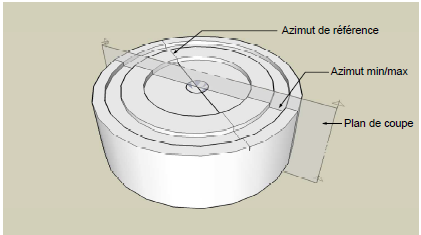 Azimut de référence
Azimut min/max
Plan de coupe